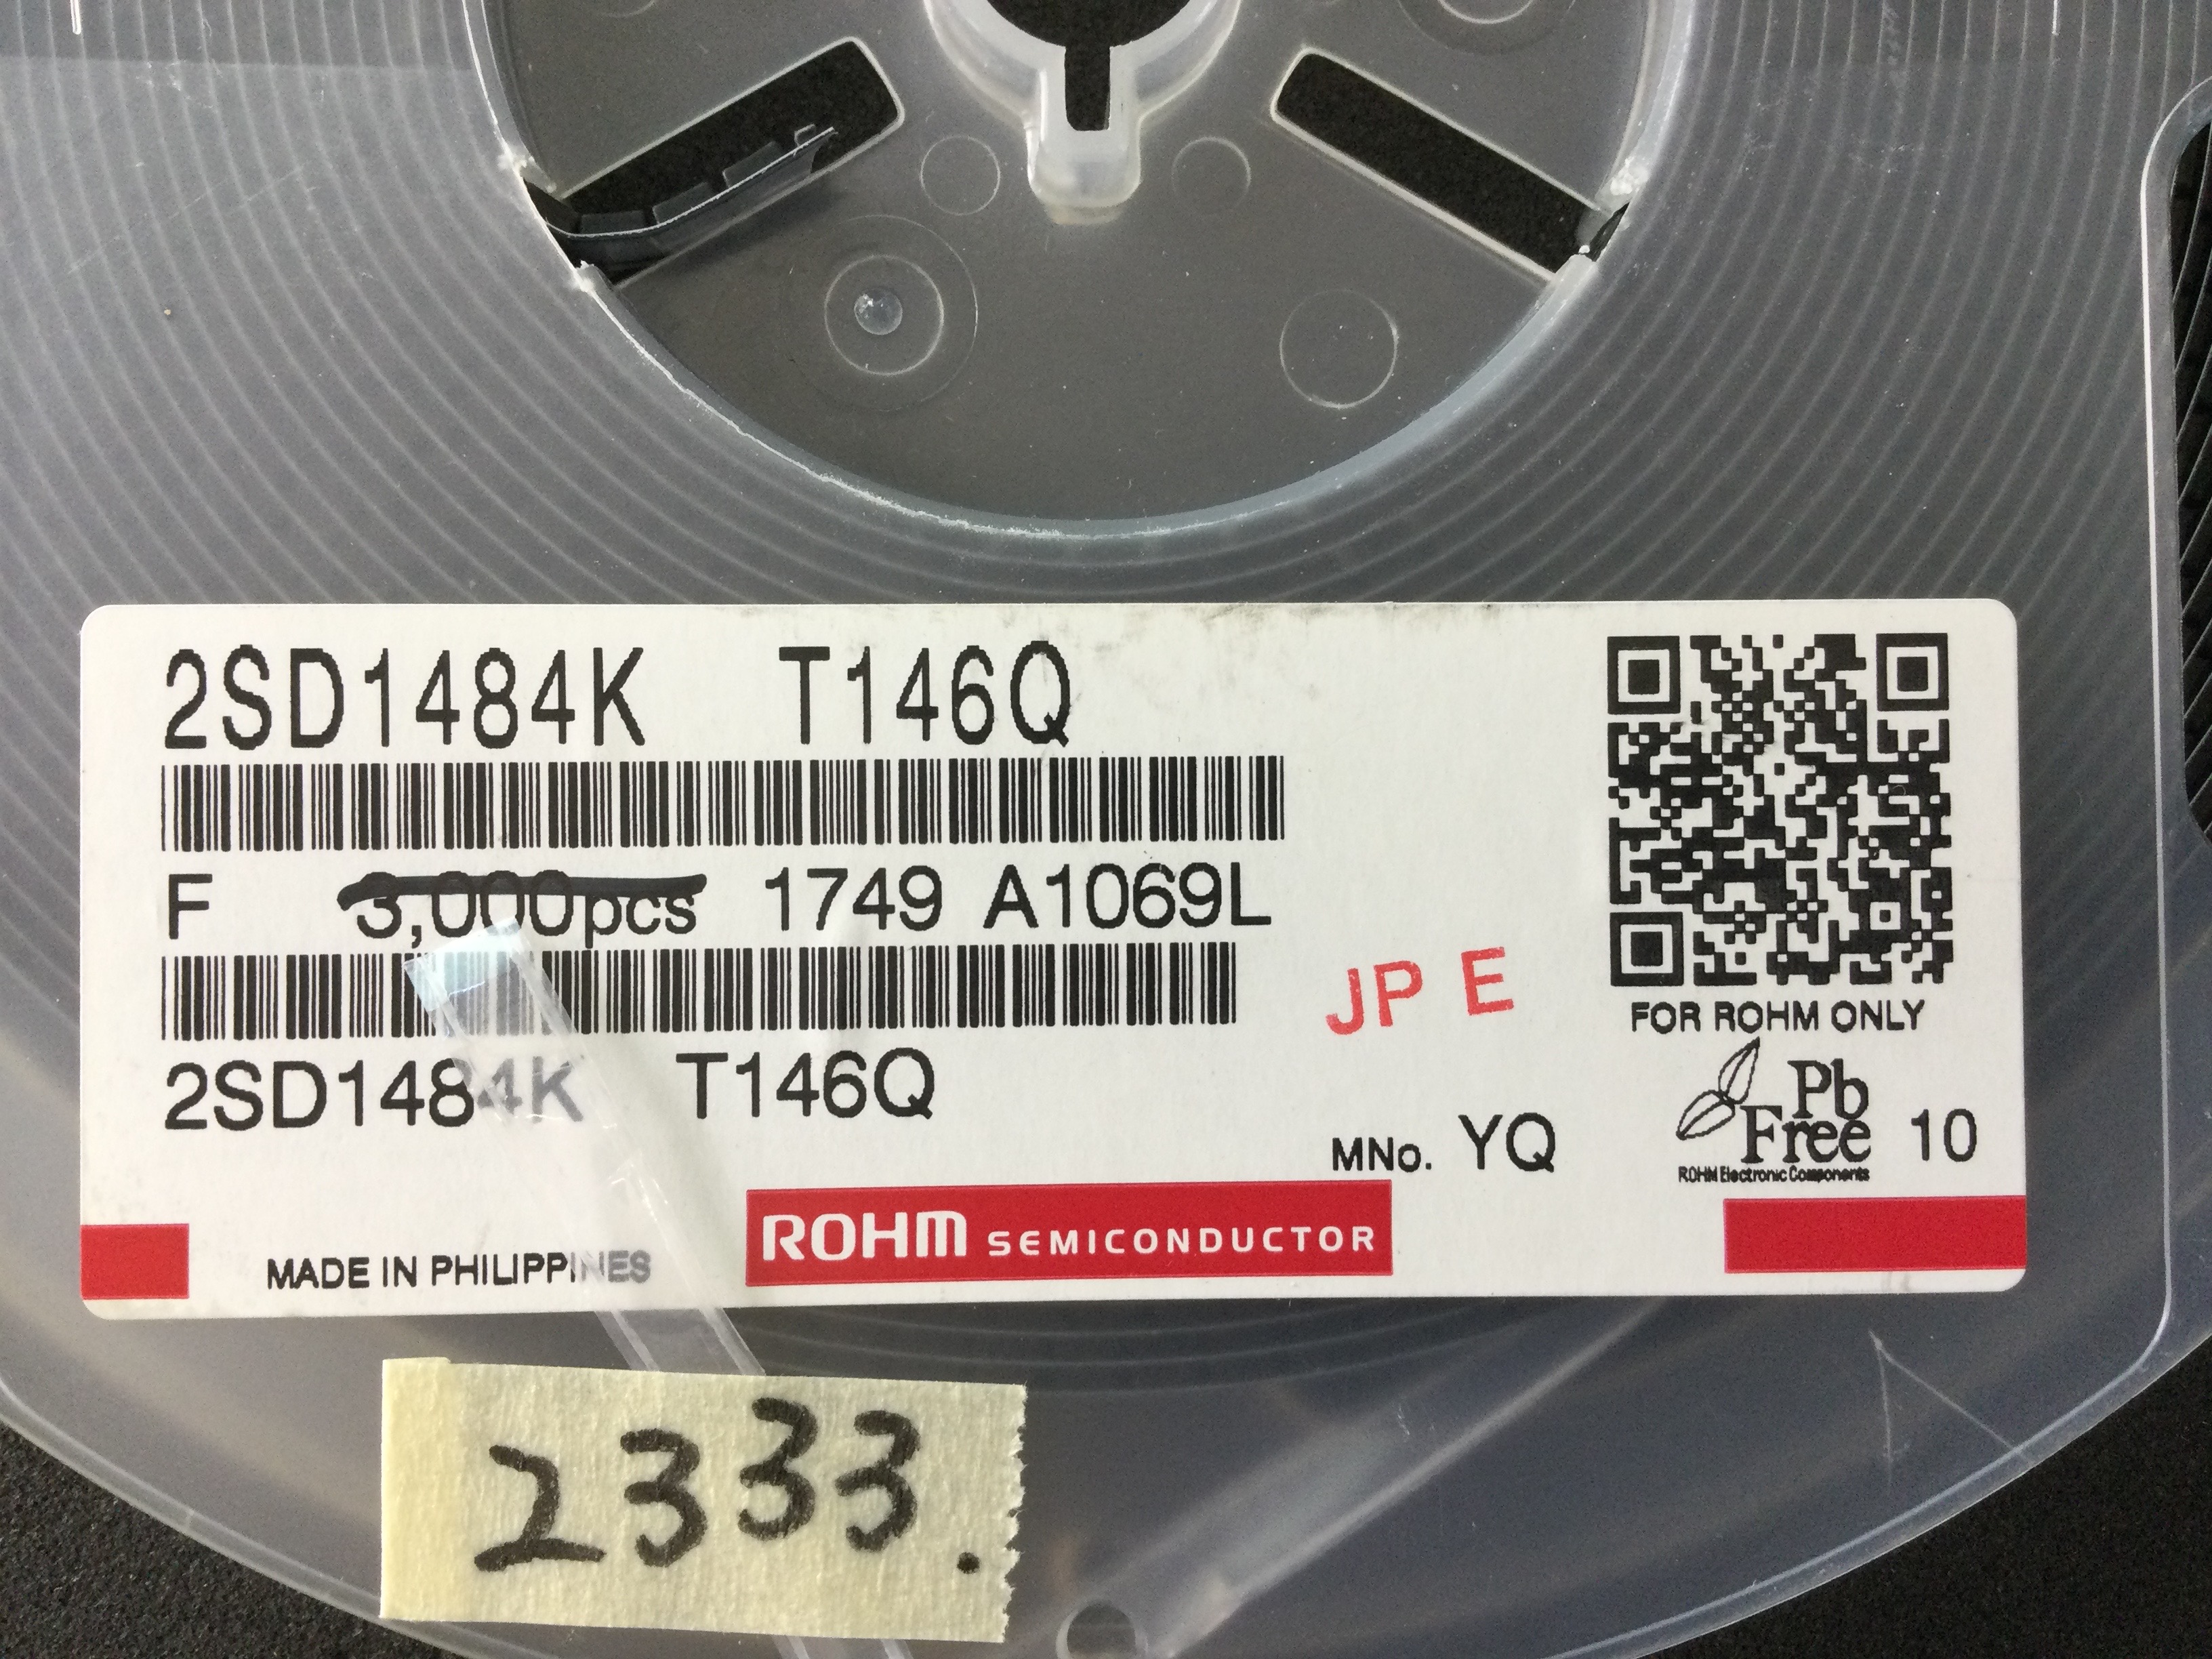 2SD1484K T146Q
F 3,000pcs 1749 A1069L
JP E
FOR ROHM ONLY
2SD1484K T146Q
MNo. YQ
Pb
Free 10
ROHM Electronic Components
MADE IN PHILIPPINES
ROHM SEMICONDUCTOR
2333.